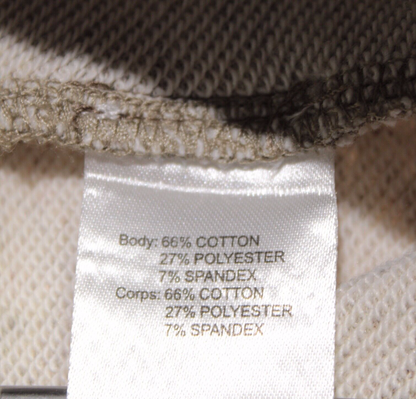 Body: 66% COTTON
27% POLYESTER
7% SPANDEX
Corps: 66% COTTON
27% POLYESTER
7% SPANDEX